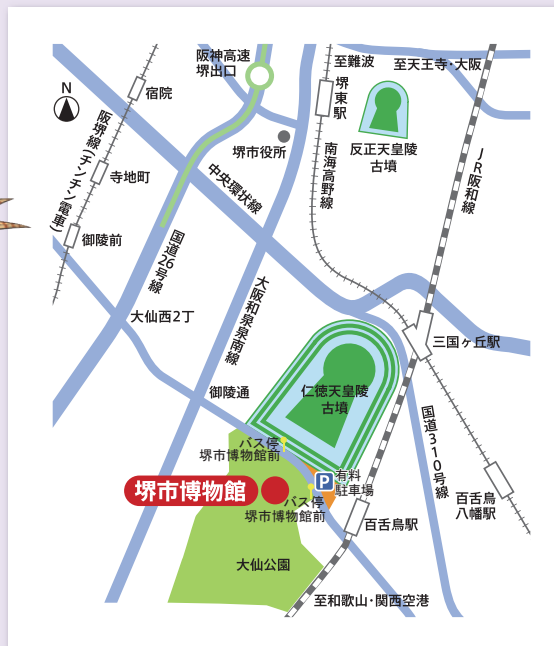 阪神高速
堺出口
至難波
至天王寺・大阪
N
宿院
堺東駅
反正天皇陵
古墳
堺市役所
阪堺線(チンチン電車)
寺地町
中央環状線
南海高野線
JR阪和線
御陵前
国道26号線
大仙西2丁
大阪和泉泉南線
三国ヶ丘駅
御陵通
仁徳天皇陵
古墳
国道310号線
バス停
堺市博物館前
P
有料
駐車場
堺市博物館
バス停
堺市博物館前
百舌鳥
八幡駅
百舌鳥駅
大仙公園
至和歌山・関西空港